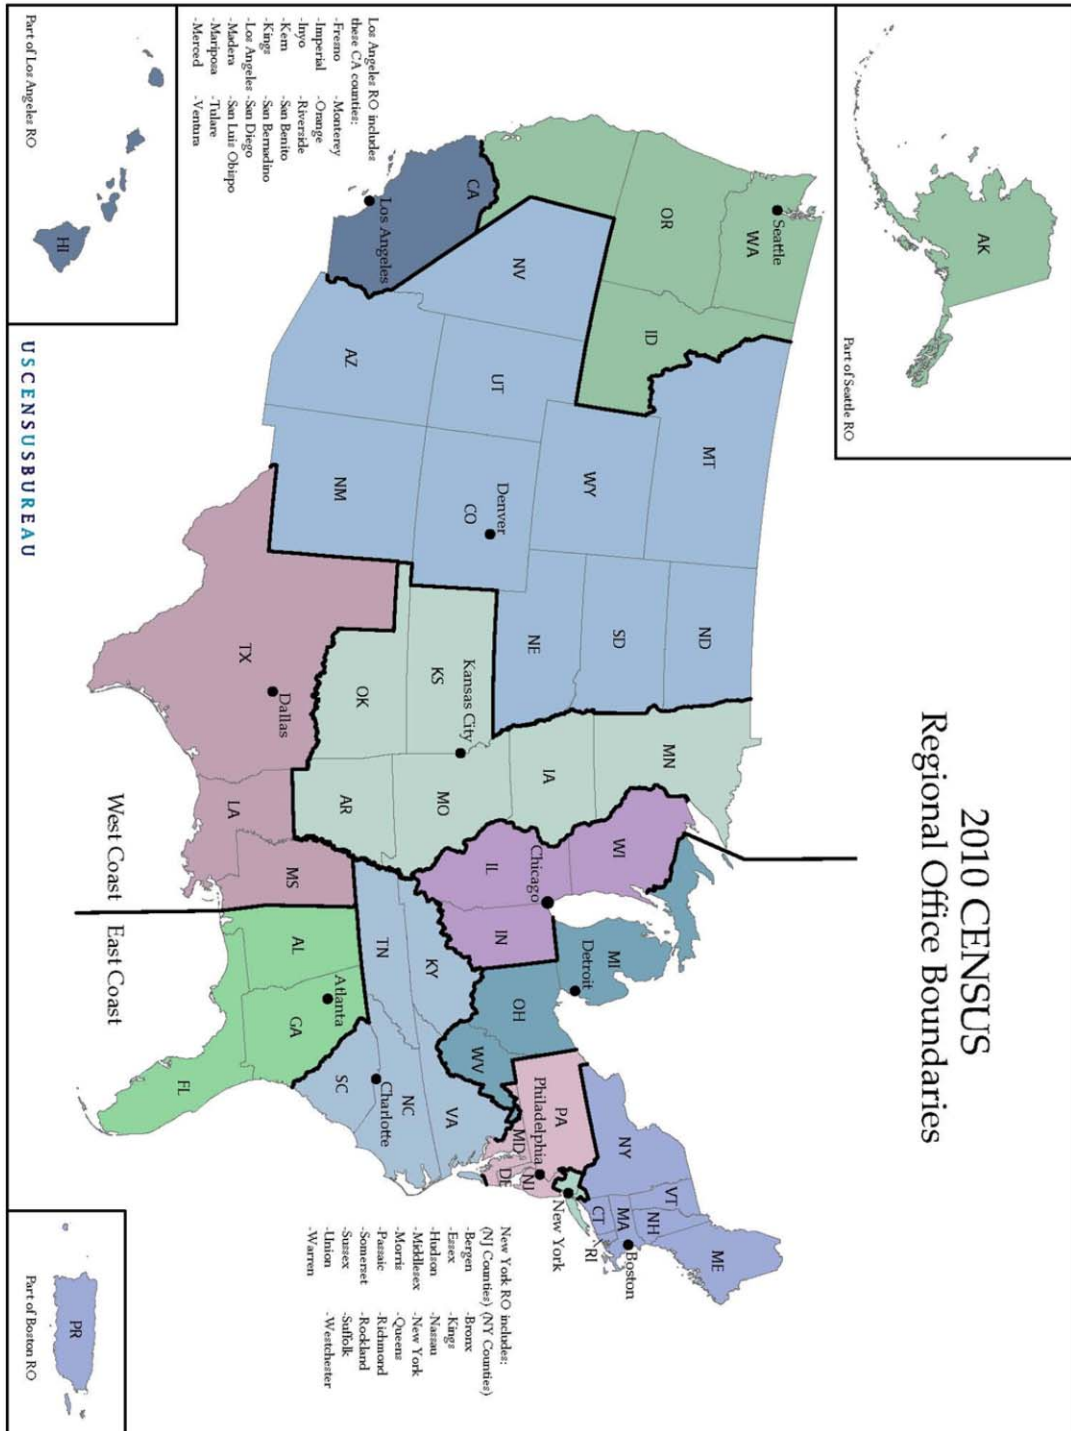 2010 CENSUS
Regional Office Boundaries
AK
Part of Seattle RO
Seattle
WA
OR
ID
MT
ND
MN
WI
MI
Detroit
NV
WY
SD
NE
IA
Chicago
IL
IN
OH
WV
PA
Philadelphia
NJ
MD
DE
NY
VT
NH
ME
MA
CT
RI
Boston
New York
CA
Los Angeles
UT
Denver
CO
KS
Kansas City
MO
KY
VA
AZ
NM
OK
AR
TN
NC
Charlotte
SC
TX
Dallas
LA
MS
AL
GA
Atlanta
FL
West Coast
East Coast
Los Angeles RO includes
these CA counties:
-Fresno -Monterey
-Imperial -Orange
-Inyo -Riverside
-Kern -San Benito
-Kings -San Bernadino
-Los Angeles -San Diego
-Madera -San Luis Obispo
-Mariposa -Tulare
-Merced -Ventura
New York RO includes:
(NJ Counties) (NY Counties)
-Bergen -Bronx
-Essex -Kings
-Hudson -Nassau
-Middlesex -New York
-Morris -Queens
-Passaic -Richmond
-Somerset -Rockland
-Sussex -Suffolk
-Union -Westchester
-Warren
HI
Part of Los Angeles RO
USCENSUSBUREAU
PR
Part of Boston RO